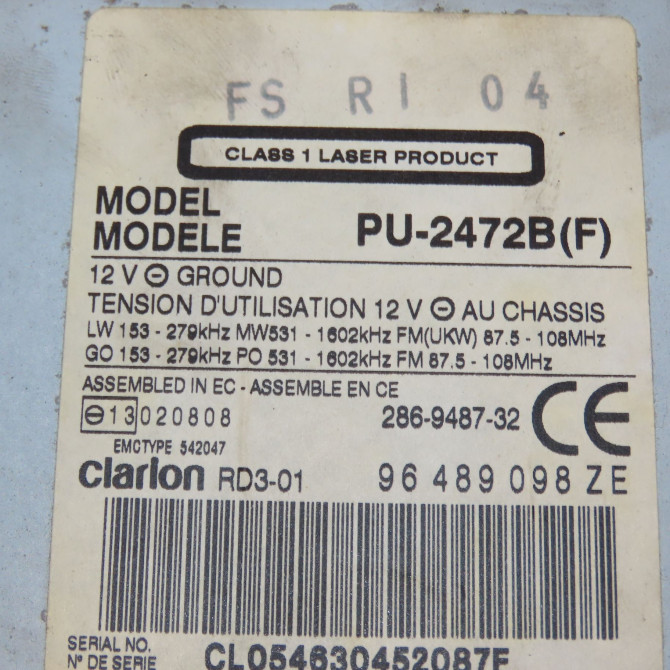 FS RI 04
CLASS 1 LASER PRODUCT
MODEL
MODELE PU-2472B(F)
12 V ⊖ GROUND
TENSION D'UTILISATION 12 V ⊖ AU CHASSIS
LW 153 - 279kHz MW531 - 1602kHz FM(UKW) 87.5 - 108MHz
GO 153 - 279kHz PO 531 - 1602kHz FM 87.5 - 108MHz
ASSEMBLED IN EC - ASSEMBLE EN CE
⊖13 020808 286-9487-32 CE
EMCTYPE 542047
Clarion RD3-01 96 489 098 ZE
SERIAL NO.
N° DE SERIE CL054630452087F